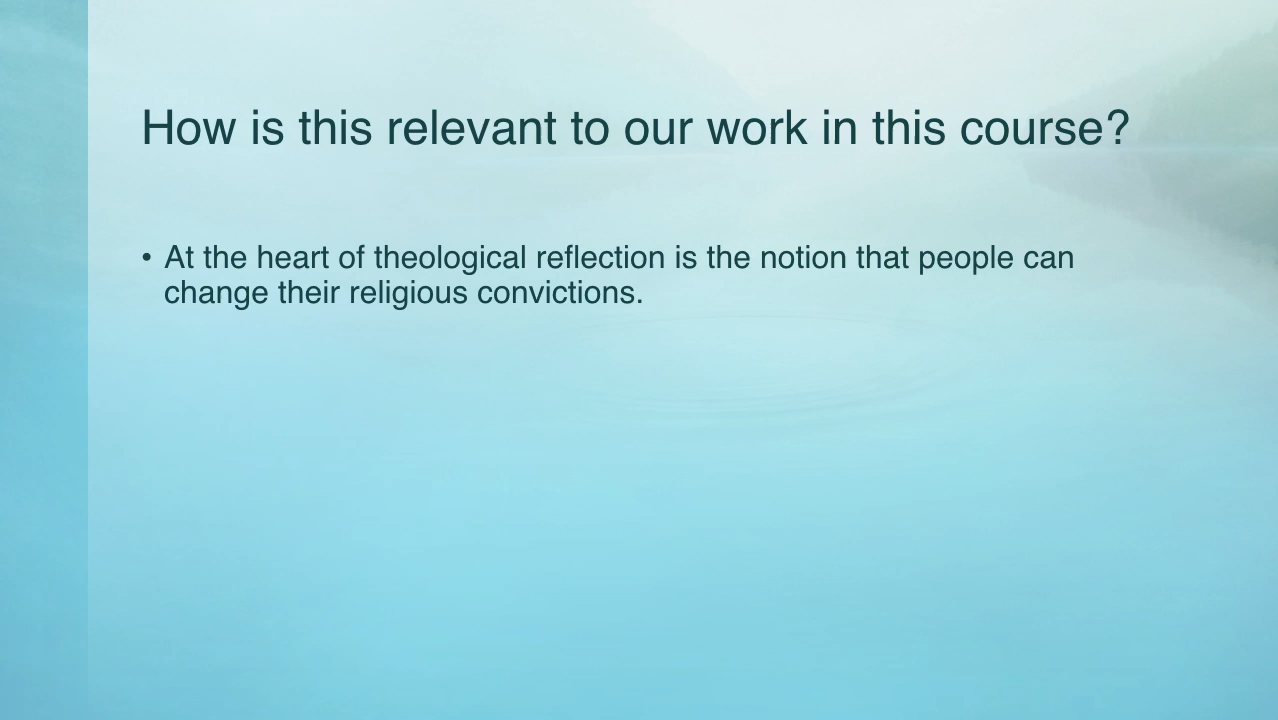 How is this relevant to our work in this course?
• At the heart of theological reflection is the notion that people can
change their religious convictions.